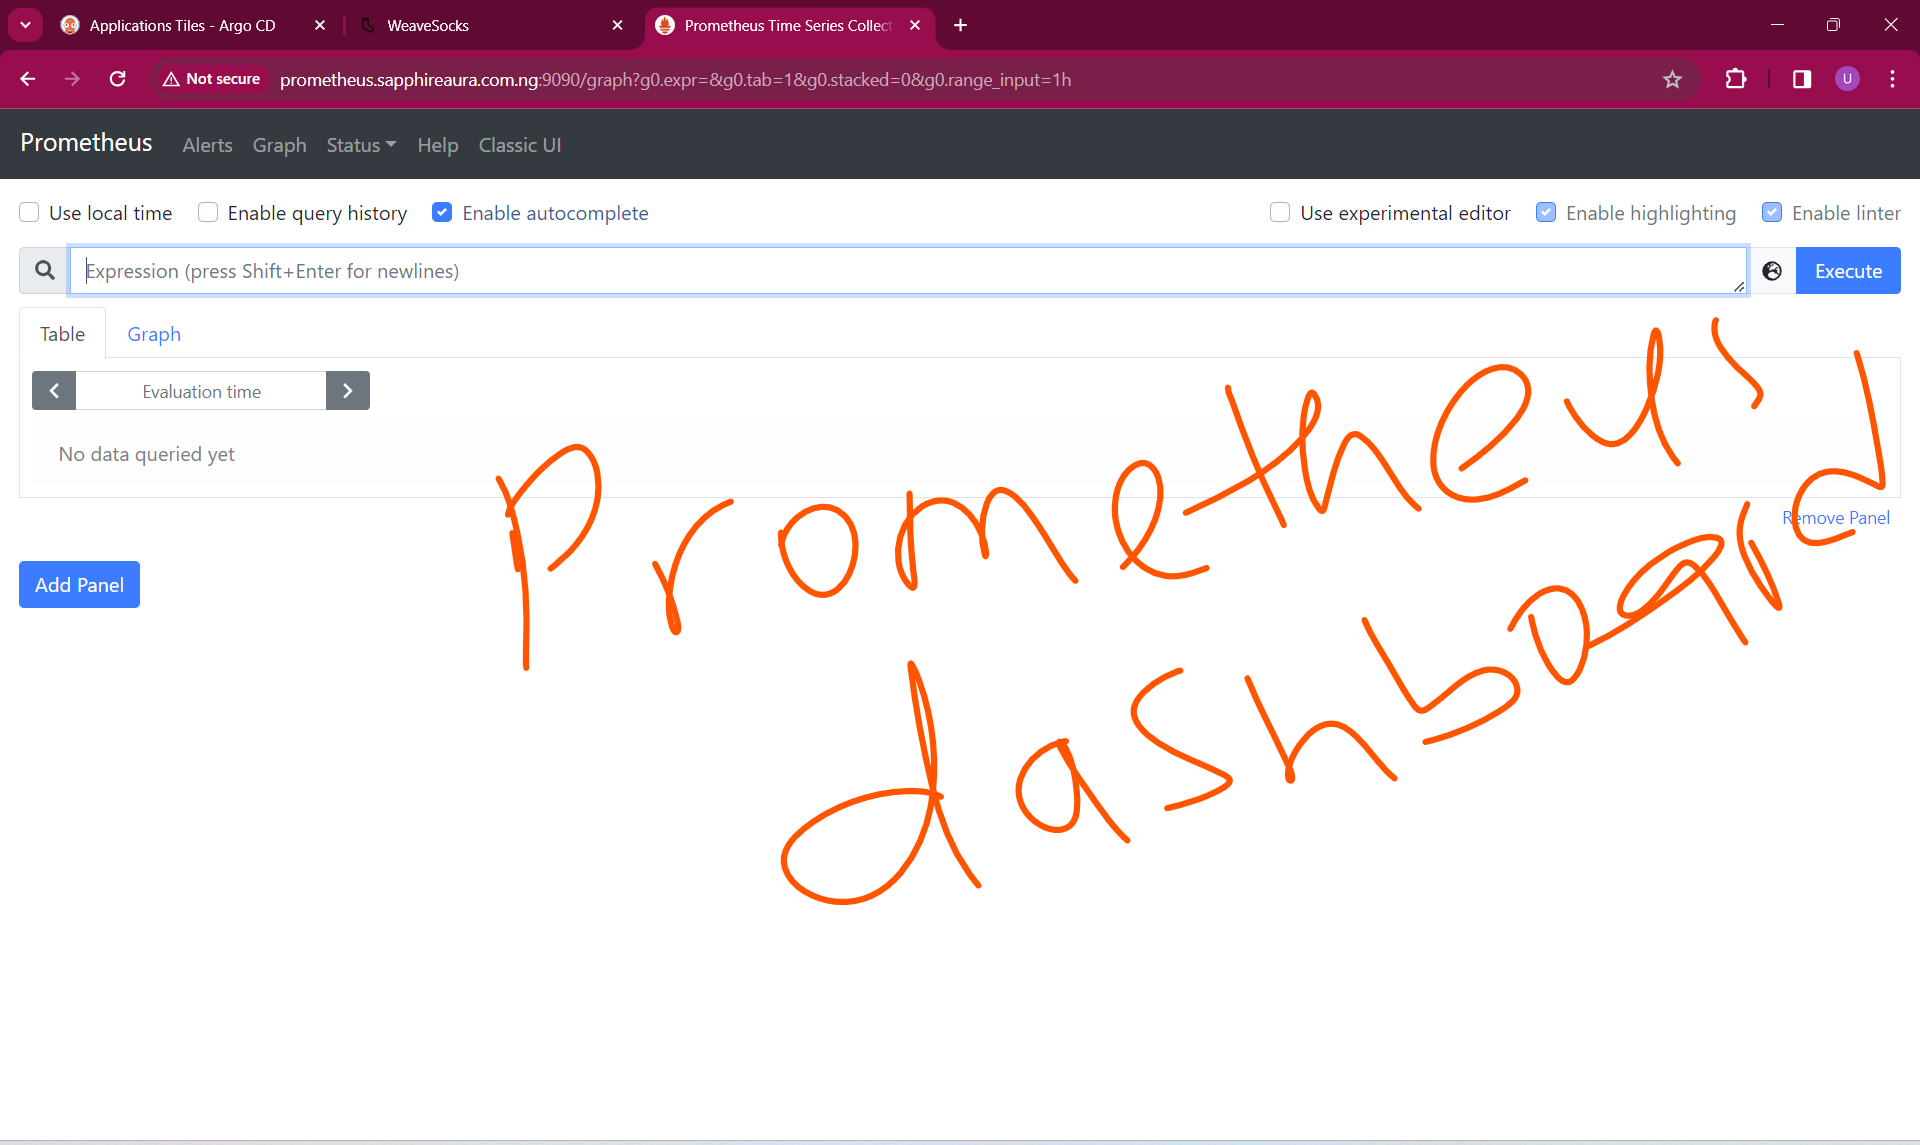 Applications Tiles - Argo CD
WeaveSocks
Prometheus Time Series Collect
Not secure
prometheus.sapphireaura.com.ng:9090/graph?g0.expr=&g0.tab=1&g0.stacked=0&g0.range_input=1h
U
Prometheus Alerts Graph Status Help Classic UI
Use local time Enable query history Enable autocomplete Use experimental editor Enable highlighting Enable linter
Expression (press Shift+Enter for newlines) Execute
Table Graph
Evaluation time
No data queried yet
Remove Panel
Add Panel
Prometheus
dashboard